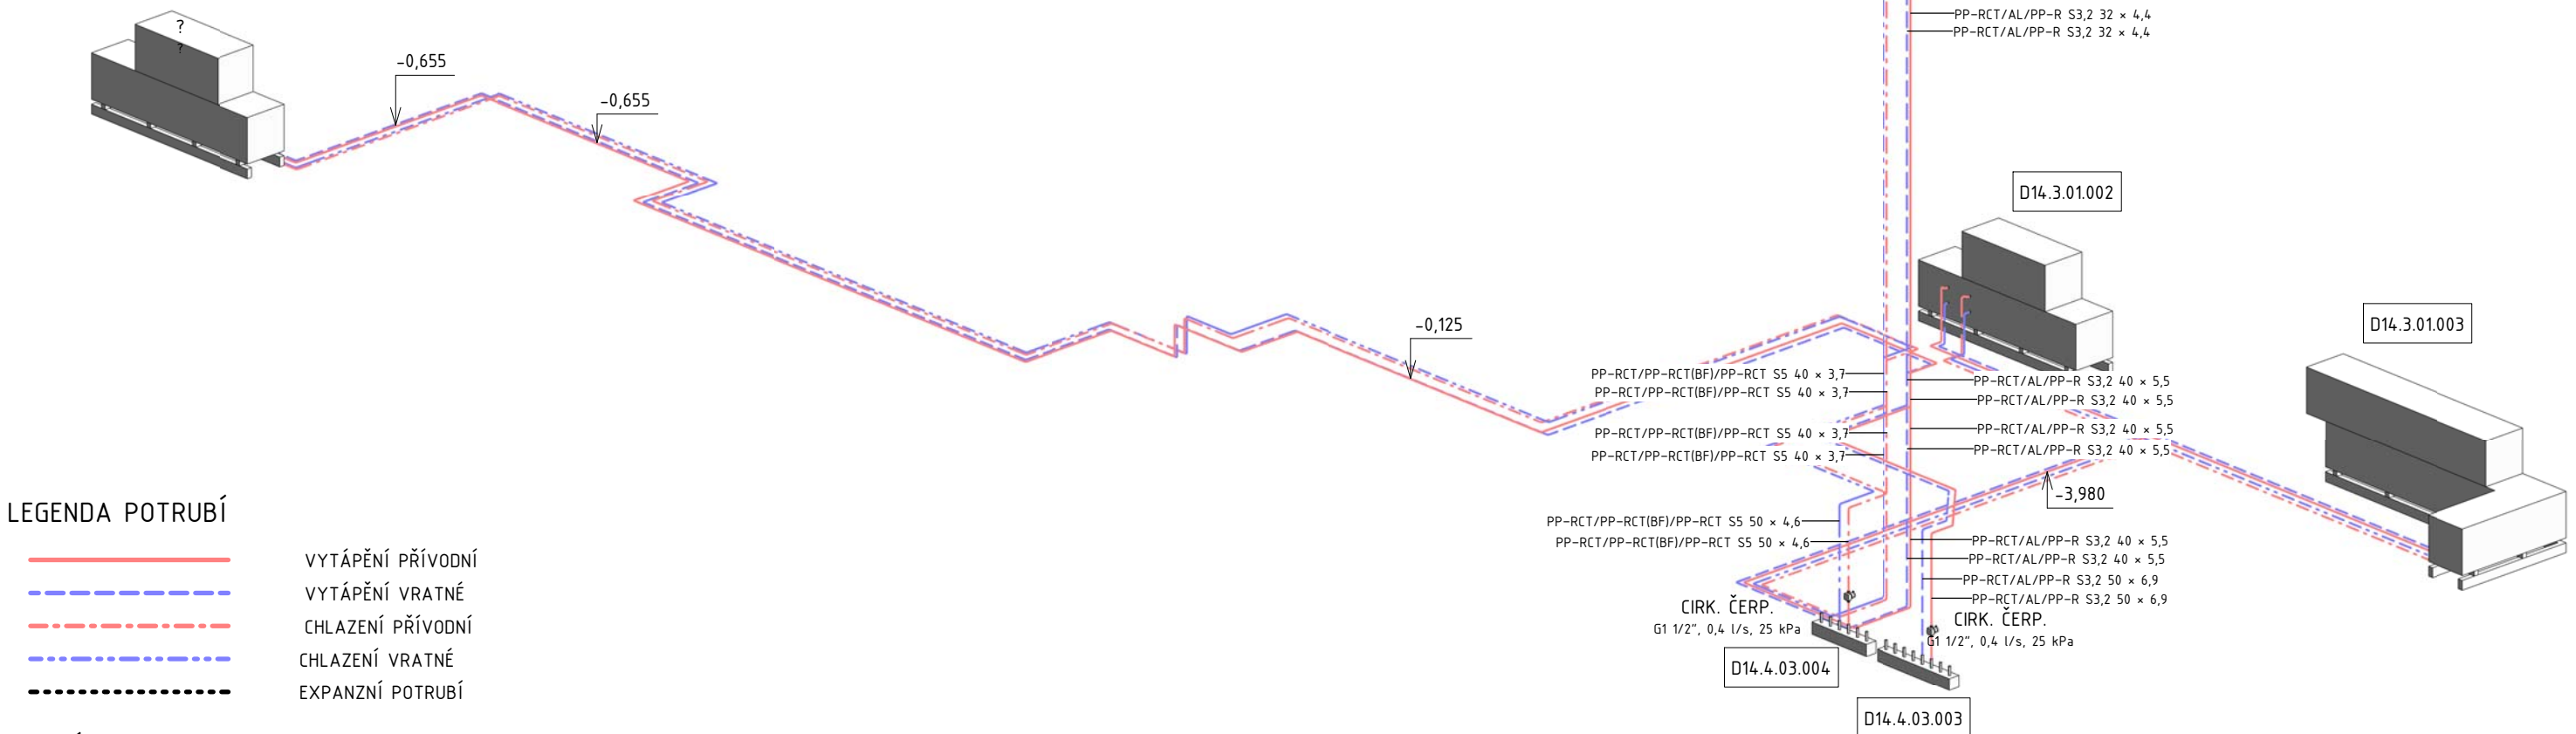 ?
?
-0,655
-0,655
PP-RCT/AL/PP-R S3,2 32 × 4,4
PP-RCT/AL/PP-R S3,2 32 × 4,4
D14.3.01.002
D14.3.01.003
-0,125
PP-RCT/PP-RCT(BF)/PP-RCT S5 40 × 3,7
PP-RCT/PP-RCT(BF)/PP-RCT S5 40 × 3,7
PP-RCT/PP-RCT(BF)/PP-RCT S5 40 × 3,7
PP-RCT/PP-RCT(BF)/PP-RCT S5 40 × 3,7
PP-RCT/AL/PP-R S3,2 40 × 5,5
PP-RCT/AL/PP-R S3,2 40 × 5,5
PP-RCT/AL/PP-R S3,2 40 × 5,5
PP-RCT/AL/PP-R S3,2 40 × 5,5
-3,980
PP-RCT/PP-RCT(BF)/PP-RCT S5 50 × 4,6
PP-RCT/PP-RCT(BF)/PP-RCT S5 50 × 4,6
PP-RCT/AL/PP-R S3,2 40 × 5,5
PP-RCT/AL/PP-R S3,2 40 × 5,5
PP-RCT/AL/PP-R S3,2 50 × 6,9
PP-RCT/AL/PP-R S3,2 50 × 6,9
CIRK. ČERP.
G1 1/2", 0,4 l/s, 25 kPa
CIRK. ČERP.
G1 1/2", 0,4 l/s, 25 kPa
D14.4.03.004
D14.4.03.003
LEGENDA POTRUBÍ
VYTÁPĚNÍ PŘÍVODNÍ
VYTÁPĚNÍ VRATNÉ
CHLAZENÍ PŘÍVODNÍ
CHLAZENÍ VRATNÉ
EXPANZNÍ POTRUBÍ